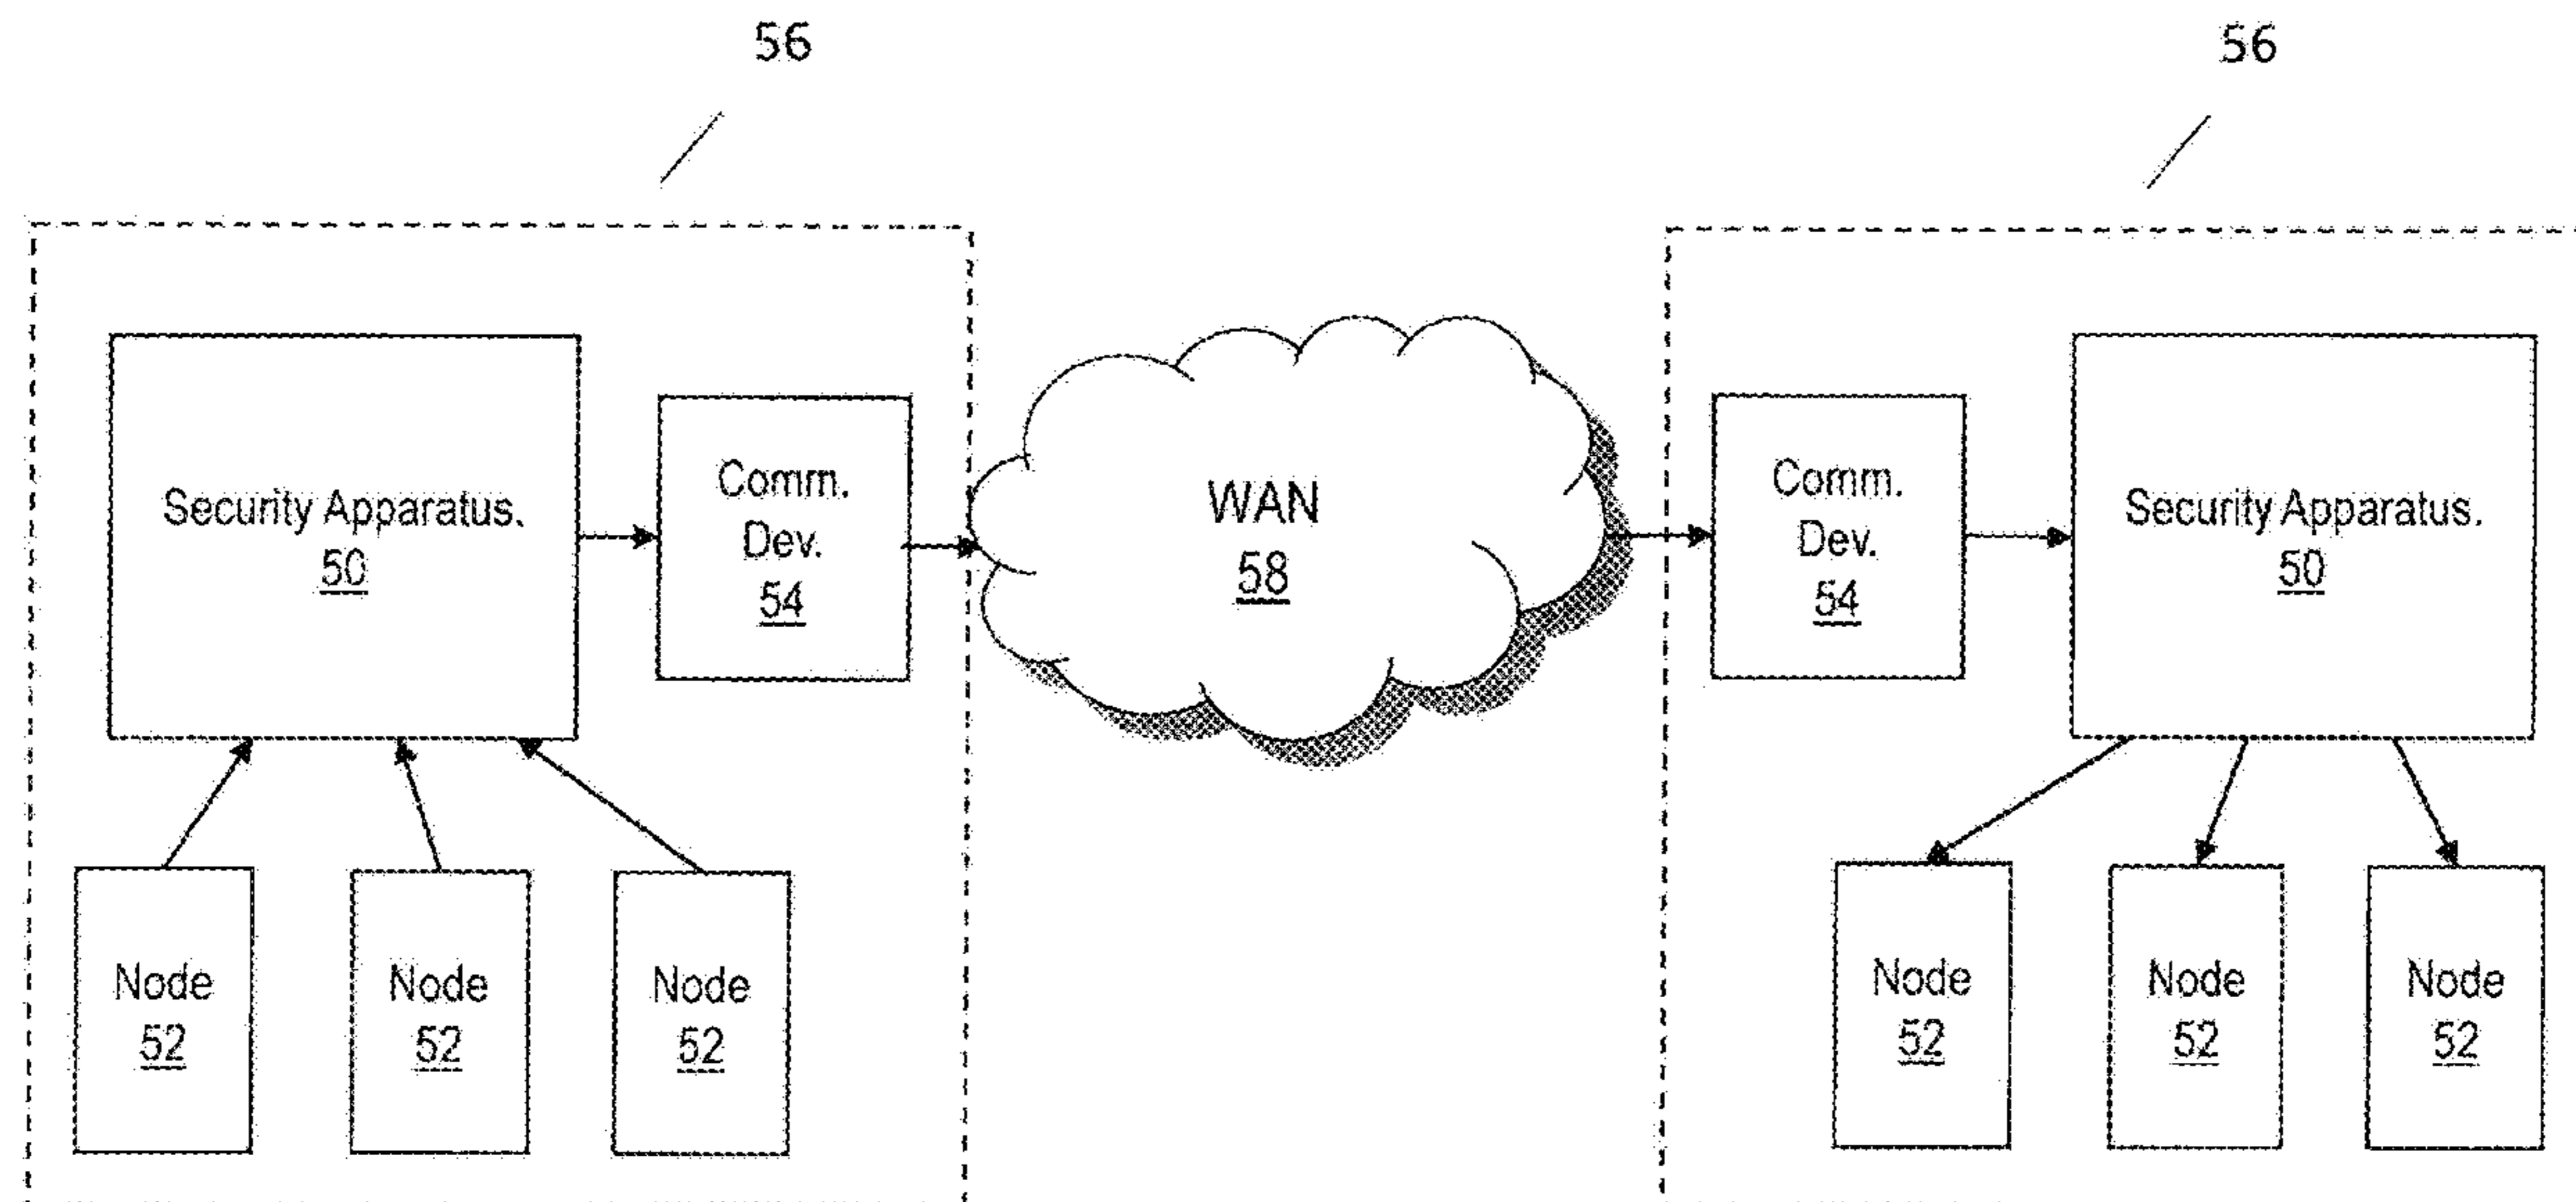 56
56
Security Apparatus.
50
Comm.
Dev.
54
WAN
58
Comm.
Dev.
54
Security Apparatus.
50
Node
52
Node
52
Node
52
Node
52
Node
52
Node
52